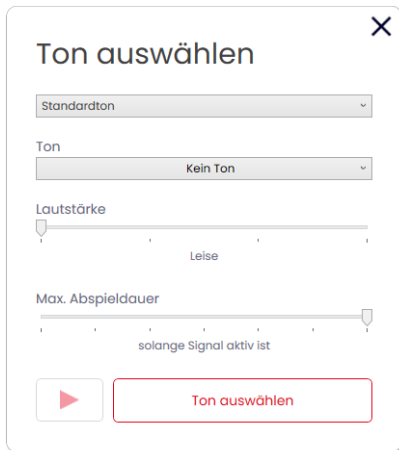 Ton auswählen
Standardton
Ton
Kein Ton
Lautstärke
Leise
Max. Abspieldauer
solange Signal aktiv ist
Ton auswählen